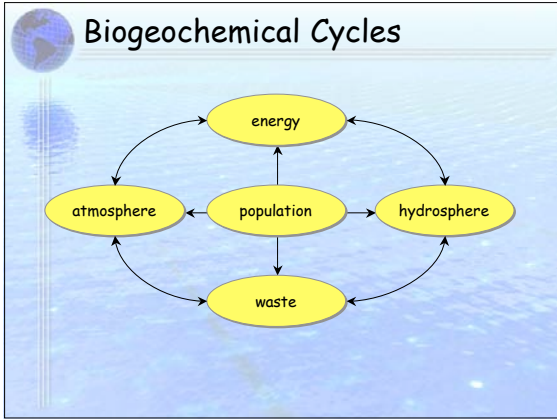 Biogeochemical Cycles
energy
atmosphere
population
hydrosphere
waste